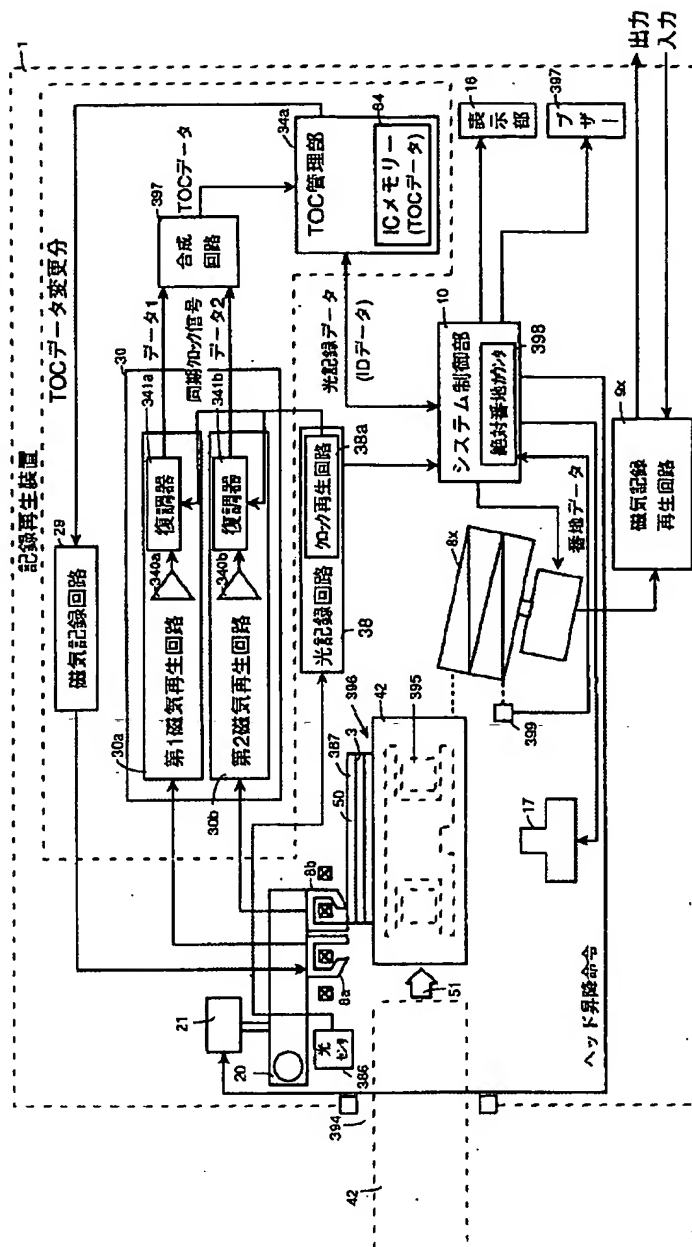 記録再生装置
1
29
磁気記録回路
TOCデータ変更分
30
30a
第1磁気再生回路
340a
復調器
341a
データ1
同期クロック信号
30b
第2磁気再生回路
340b
復調器
341b
データ2
397
合成
回路
TOCデータ
34a
TOC管理部
34
ICメモリー
(TOCデータ)
光記録回路
クロック再生回路
38a
38
光記録データ
(IDデータ)
10
システム制御部
絶対番地カウンタ
398
16
表示部
ブザー
397
出力
入力
9x
磁気記録
再生回路
番地データ
8x
399
17
396
42
395
387
3
50
8b
8a
51
21
20
光
センサ
386
394
42
ヘッド昇降命令